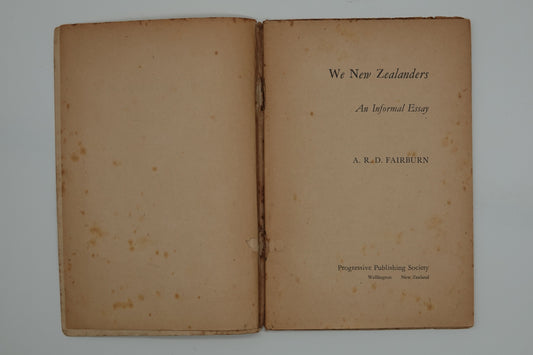 We New Zealanders
An Informal Essay
A. R. D. FAIRBURN
Progressive Publishing Society
Wellington New Zealand